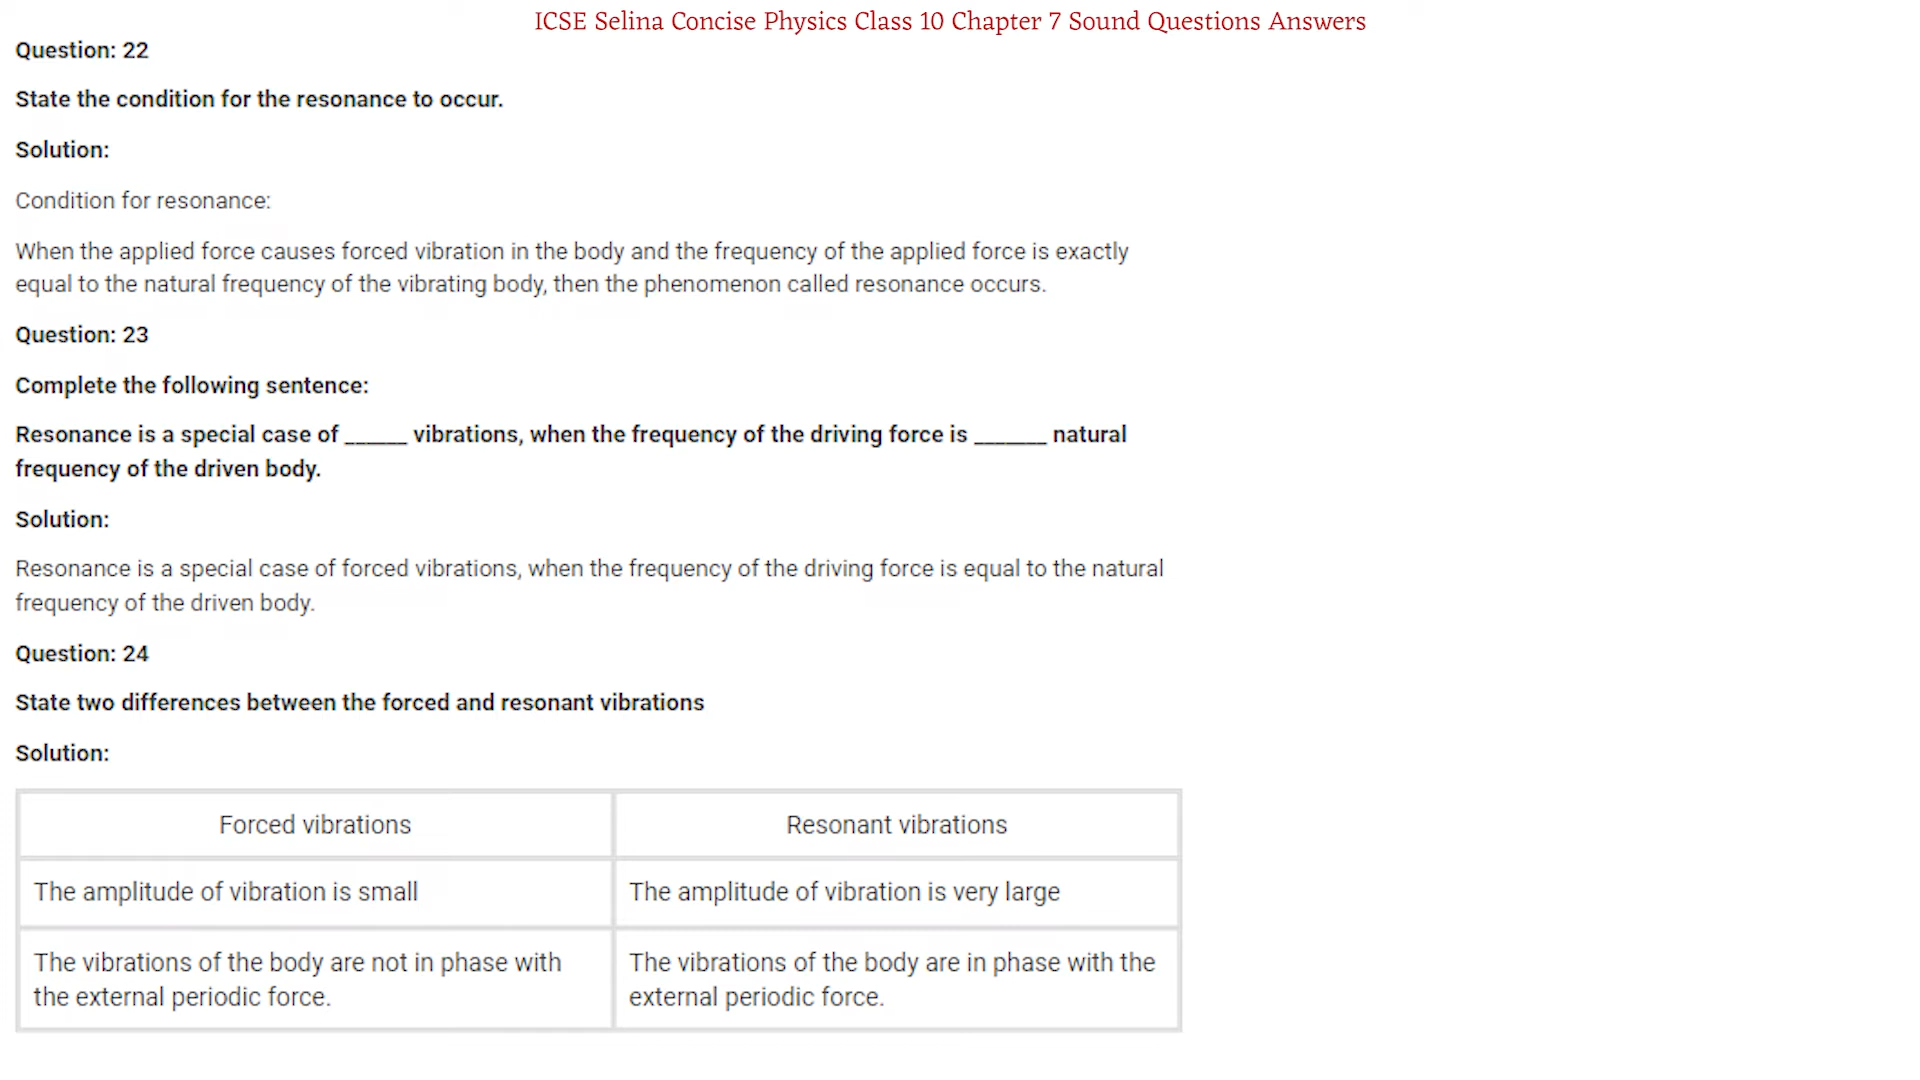 ICSE Selina Concise Physics Class 10 Chapter 7 Sound Questions Answers
Question: 22
State the condition for the resonance to occur.
Solution:
Condition for resonance:
When the applied force causes forced vibration in the body and the frequency of the applied force is exactly
equal to the natural frequency of the vibrating body, then the phenomenon called resonance occurs.
Question: 23
Complete the following sentence:
Resonance is a special case of ______ vibrations, when the frequency of the driving force is _______ natural
frequency of the driven body.
Solution:
Resonance is a special case of forced vibrations, when the frequency of the driving force is equal to the natural
frequency of the driven body.
Question: 24
State two differences between the forced and resonant vibrations
Solution:
Forced vibrations
Resonant vibrations
The amplitude of vibration is small
The amplitude of vibration is very large
The vibrations of the body are not in phase with
the external periodic force.
The vibrations of the body are in phase with the
external periodic force.